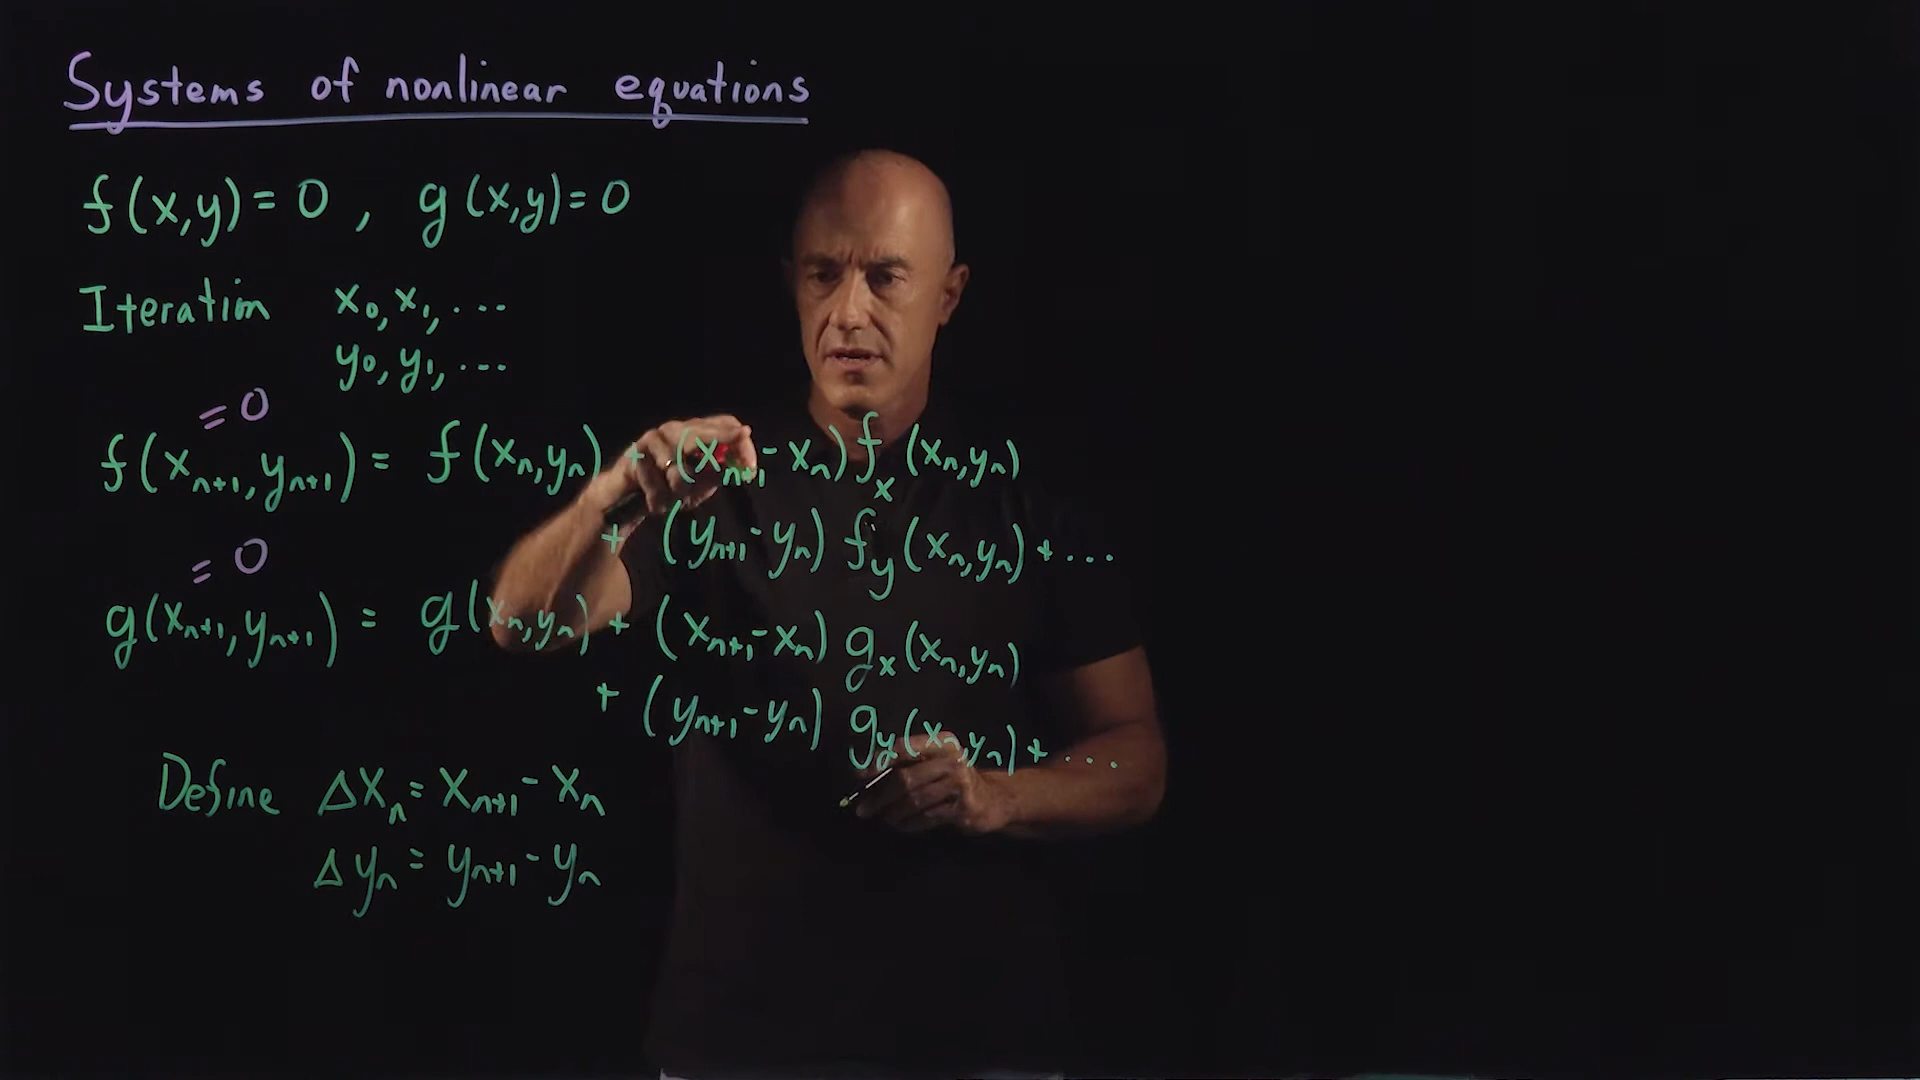 Systems of nonlinear equations
f(x,y) = 0 , g(x,y) = 0
Iteration x₀, x₁, ...
y₀, y₁, ...
= 0
f(xₙ₊₁, yₙ₊₁) = f(xₙ,yₙ) + (xₙ₊₁ - xₙ) fₓ (xₙ,yₙ)
+ (yₙ₊₁ - yₙ) f_y (xₙ,yₙ) + ...
= 0
g(xₙ₊₁, yₙ₊₁) = g(xₙ,yₙ) + (xₙ₊₁ - xₙ) gₓ (xₙ,yₙ)
+ (yₙ₊₁ - yₙ) g_y (xₙ,yₙ) + ...
Define Δxₙ = xₙ₊₁ - xₙ
Δyₙ = yₙ₊₁ - yₙ